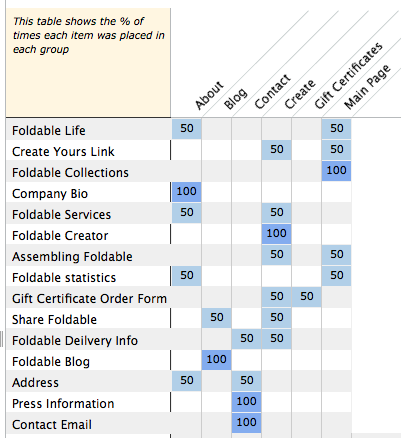 This table shows the % of
times each item was placed in
each group
About
Blog
Contact
Create
Gift Certificates
Main Page
Foldable Life 50 50
Create Yours Link 50 50
Foldable Collections 100
Company Bio 100
Foldable Services 50 50
Foldable Creator 100
Assembling Foldable 50 50
Foldable statistics 50 50
Gift Certificate Order Form 50 50
Share Foldable 50 50
Foldable Deilvery Info 50 50
Foldable Blog 100
Address 50 50
Press Information 100
Contact Email 100